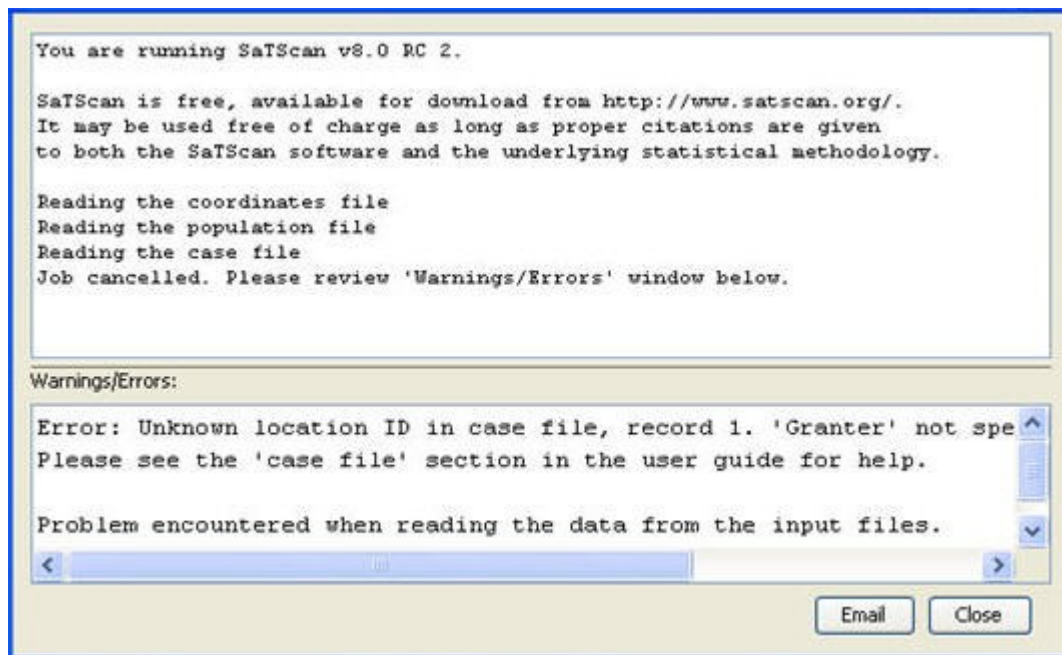 You are running SaTScan v8.0 RC 2.
SaTScan is free, available for download from http://www.satscan.org/.
It may be used free of charge as long as proper citations are given
to both the SaTScan software and the underlying statistical methodology.
Reading the coordinates file
Reading the population file
Reading the case file
Job cancelled. Please review 'Warnings/Errors' window below.
Warnings/Errors:
Error: Unknown location ID in case file, record 1. 'Granter' not spe
Please see the 'case file' section in the user guide for help.
Problem encountered when reading the data from the input files.
Email Close